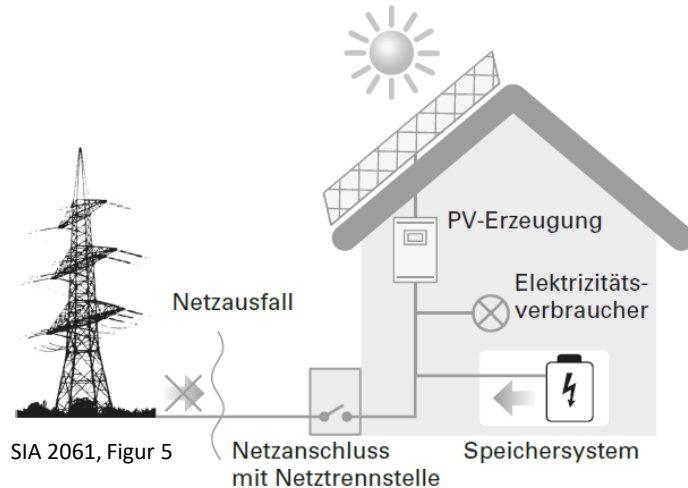 PV-Erzeugung
Elektrizitäts-
verbraucher
Netzausfall
SIA 2061, Figur 5
Netzanschluss
mit Netztrennstelle
Speichersystem